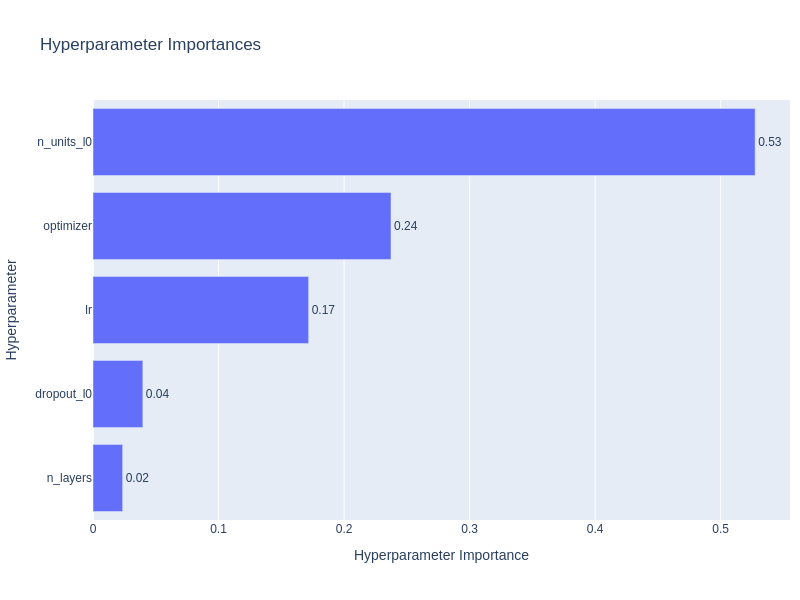 Hyperparameter Importances
n_units_l0
0.53
optimizer
0.24
lr
0.17
dropout_l0
0.04
n_layers
0.02
Hyperparameter
0
0.1
0.2
0.3
0.4
0.5
Hyperparameter Importance